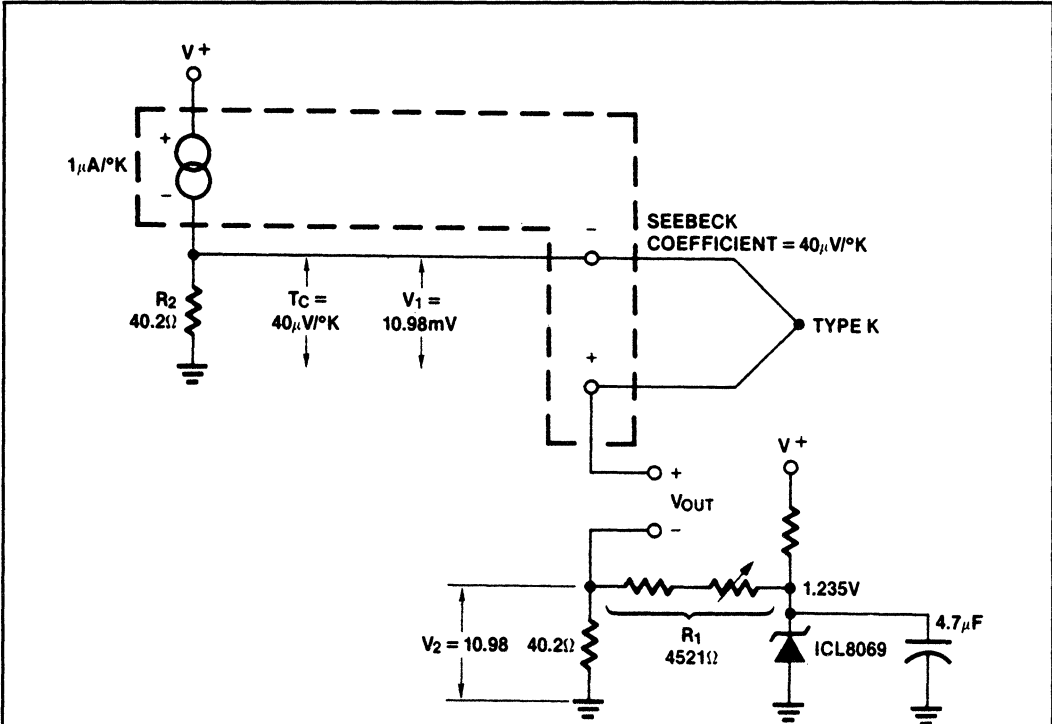 V+
+
1μA/°K
−
SEEBECK
COEFFICIENT = 40μV/°K
−
R2
40.2Ω
TC =
40μV/°K
V1 =
10.98mV
TYPE K
+
V+
+
VOUT
−
1.235V
4.7μF
R1
4521Ω
V2 = 10.98
40.2Ω
ICL8069